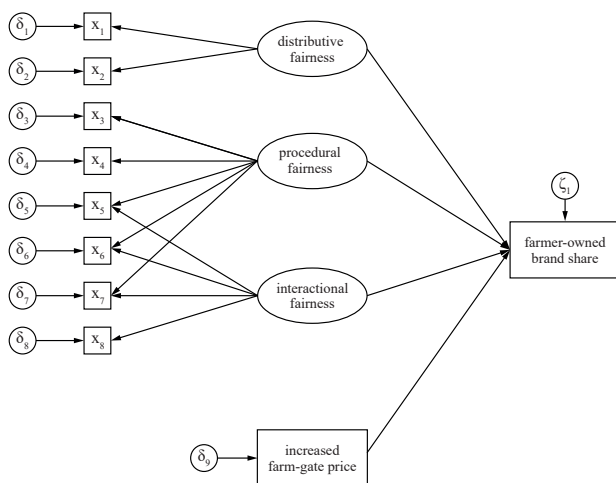 δ₁ x₁
distributive
fairness
δ₂ x₂
δ₃ x₃
procedural
fairness
δ₄ x₄
ζ₁
δ₅ x₅
farmer-owned
brand share
δ₆ x₆
interactional
fairness
δ₇ x₇
δ₈ x₈
increased
farm-gate price
δ₉